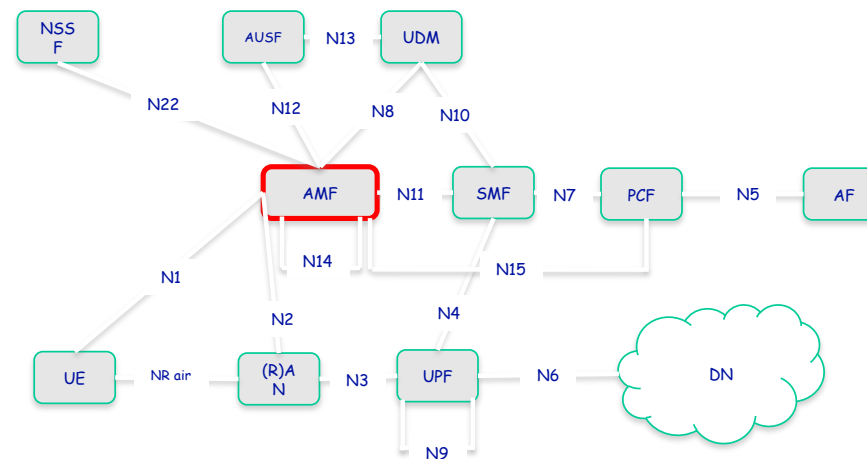 NSS
F
AUSF
N13
UDM
N22
N12
N8
N10
AMF
N11
SMF
N7
PCF
N5
AF
N14
N15
N1
N2
N4
UE
NR air
(R)A
N
N3
UPF
N6
DN
N9